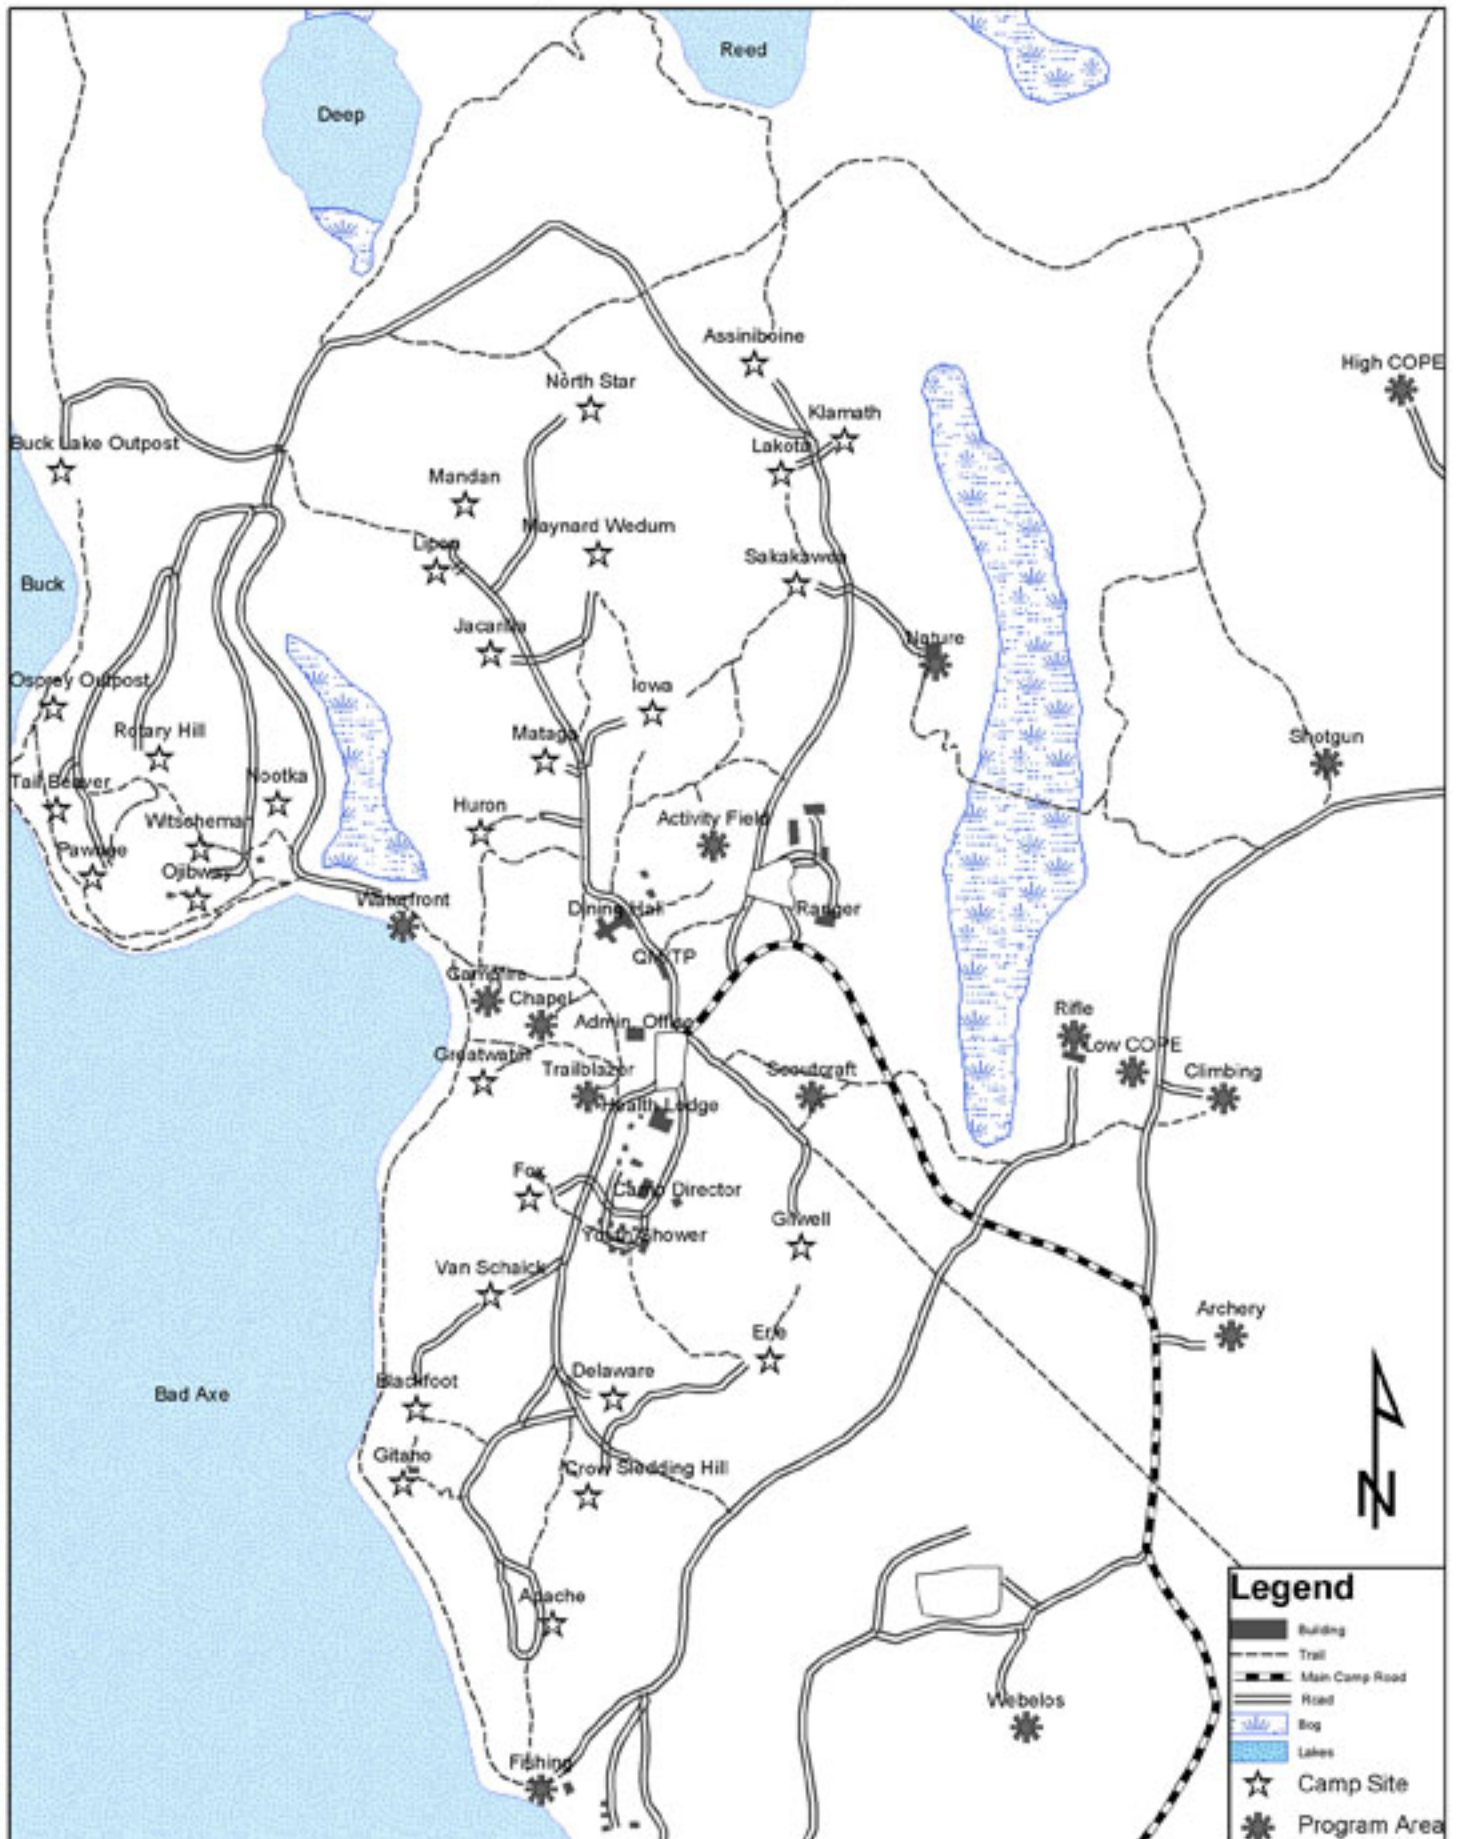 Reed
Deep
Assiniboine
High COPE
North Star
Klamath
Buck Lake Outpost
Lakota
Mandan
Maynard Wedum
Lipan
Sakakawea
Buck
Jacarilla
Nature
Osprey Outpost
Iowa
Rotary Hill
Mataga
Shotgun
Tail Beaver
Nootka
Huron
Witscheman
Activity Field
Pawnee
Ojibway
Waterfront
Dining Hall
Ranger
QM/TP
Campfire
Chapel
Rifle
Admin. Office
Low COPE
Greatwater
Trailblazer
Scoutcraft
Climbing
Health Lodge
Fox
Camp Director
Gilwell
Youth Shower
Van Schaick
Archery
Erie
Delaware
Blackfoot
Bad Axe
Gitano
Crow Sledding Hill
N
Apache
Legend
Building
Trail
Main Camp Road
Road
Webelos
Bog
Lakes
Fishing
Camp Site
Program Area